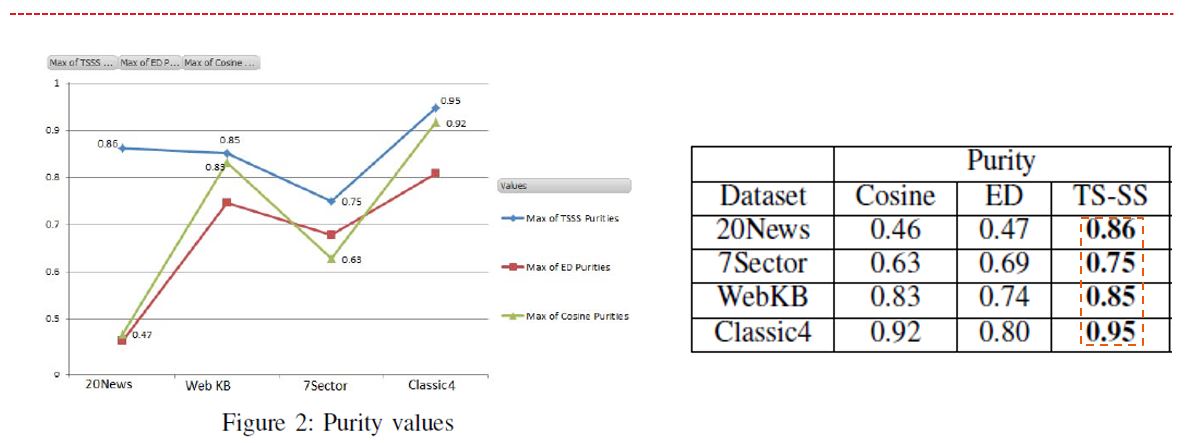 Max of TSSS ... Max of ED P... Max of Cosine ...
1
0.9
0.8
0.7
0.6
0.5
0
0.86
0.85
0.83
0.75
0.63
0.95
0.92
0.47
20News Web KB 7Sector Classic4
Values
Max of TSSS Purities
Max of ED Purities
Max of Cosine Purities
Figure 2: Purity values
Purity
Dataset Cosine ED TS-SS
20News 0.46 0.47 0.86
7Sector 0.63 0.69 0.75
WebKB 0.83 0.74 0.85
Classic4 0.92 0.80 0.95